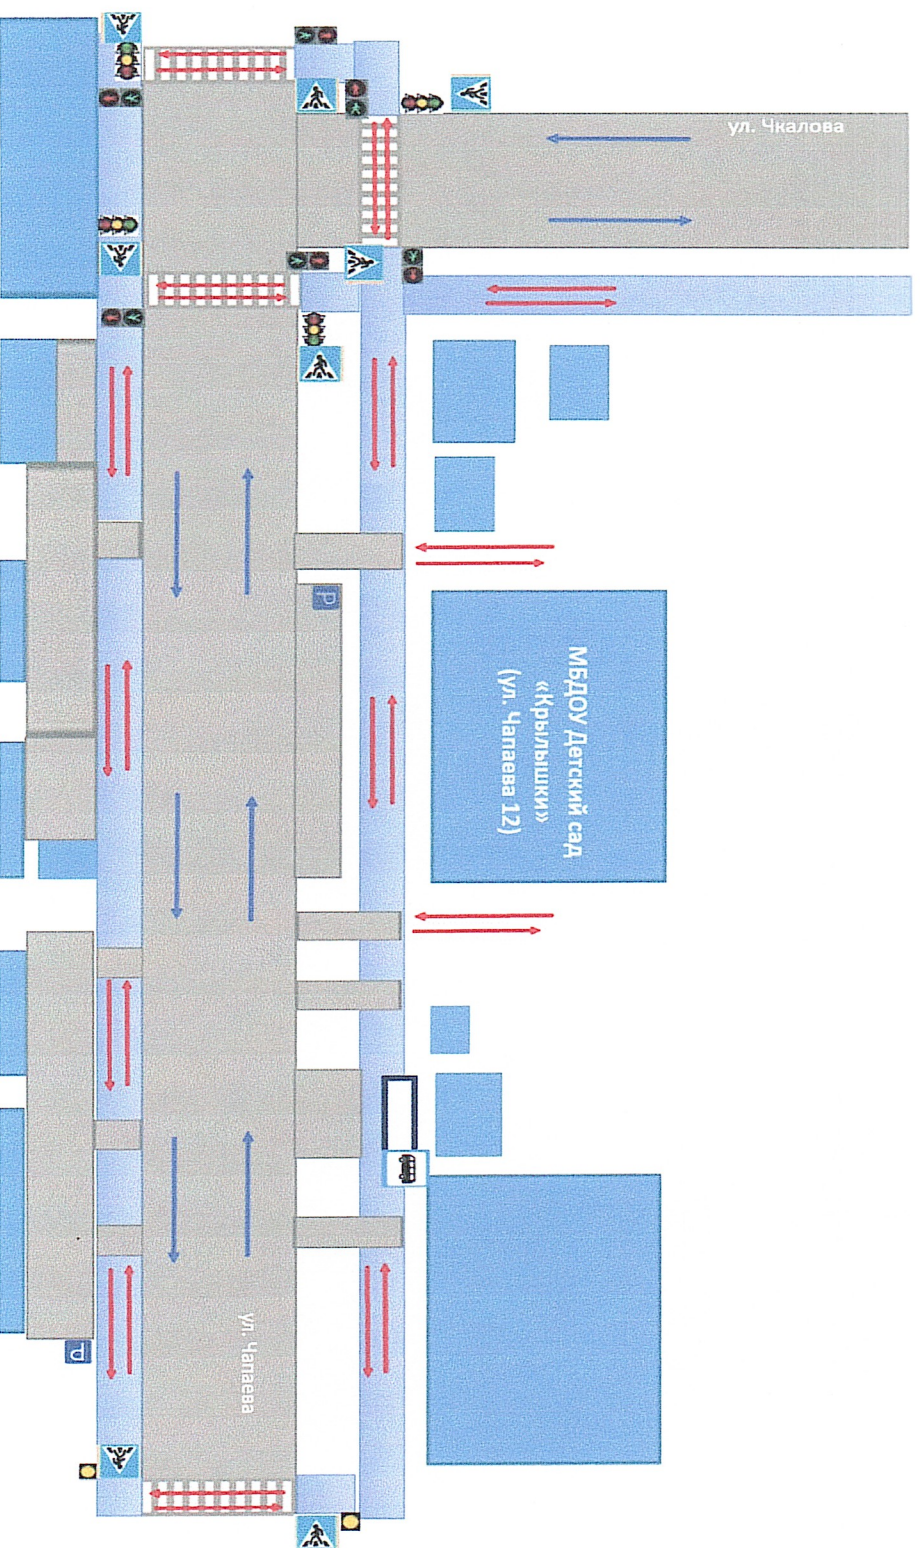 ул. Чкалова
МБДОУ Детский сад
«Крылышки»
(ул. Чапаева 12)
P
ул. Чапаева
P